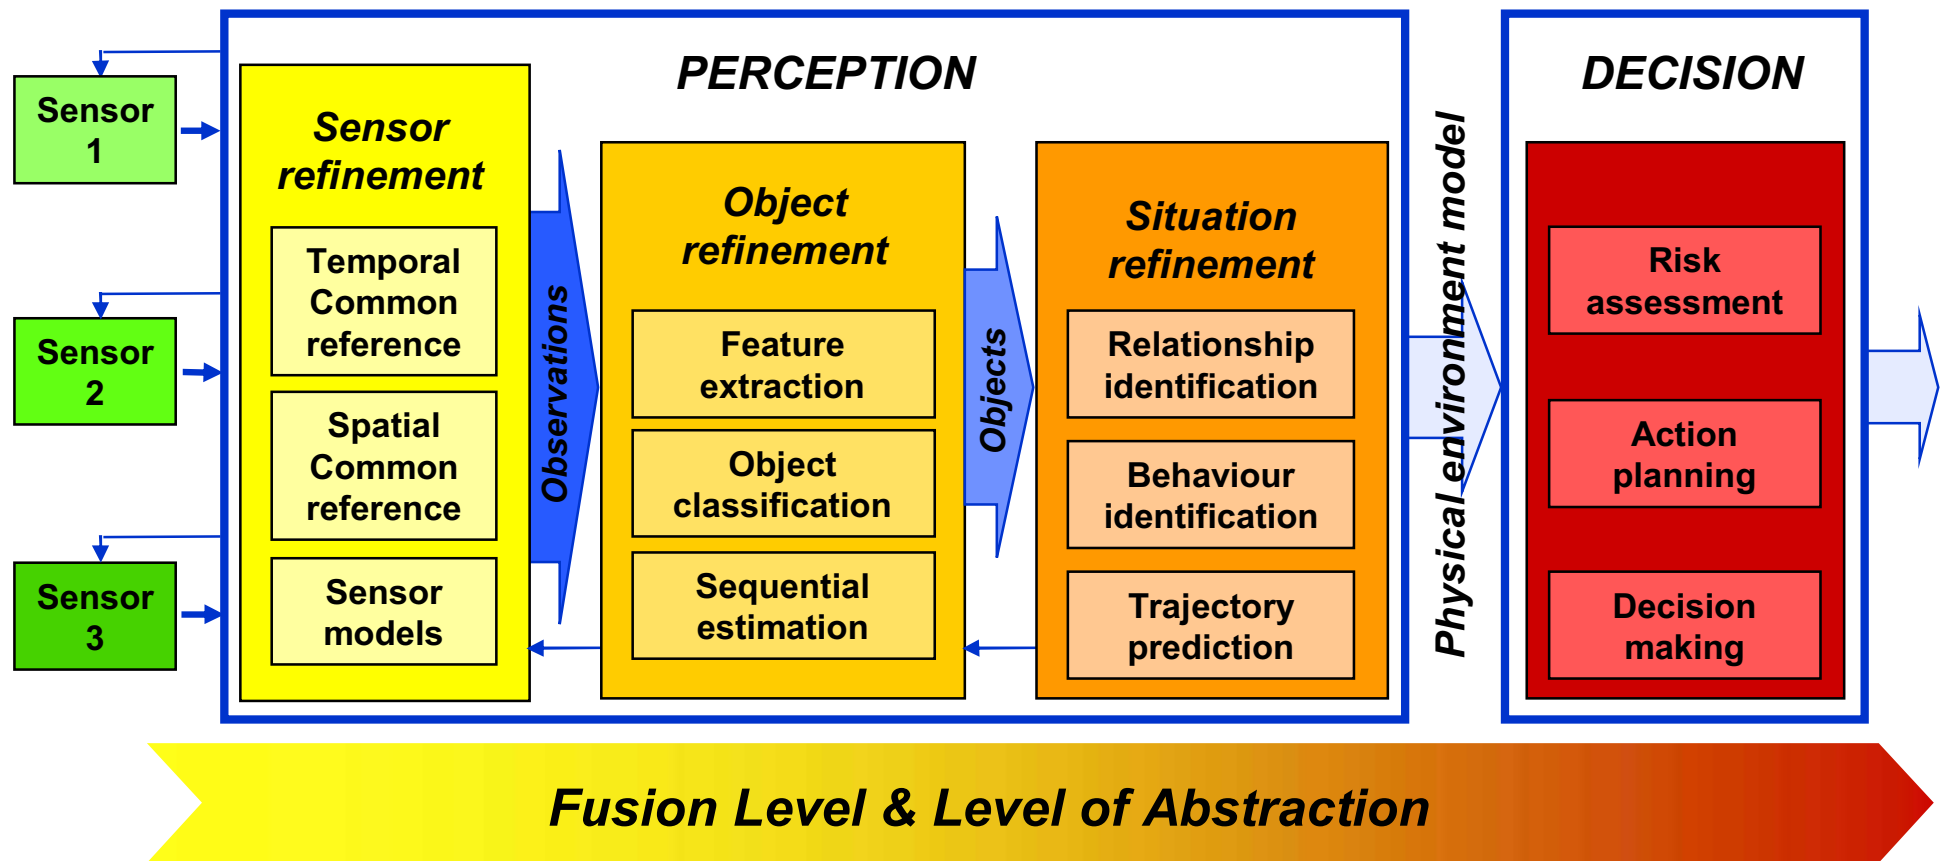 PERCEPTION
DECISION
Sensor
1
Sensor
2
Sensor
3
Sensor
refinement
Temporal
Common
reference
Spatial
Common
reference
Sensor
models
Observations
Object
refinement
Feature
extraction
Object
classification
Sequential
estimation
Objects
Situation
refinement
Relationship
identification
Behaviour
identification
Trajectory
prediction
Physical environment model
Risk
assessment
Action
planning
Decision
making
Fusion Level & Level of Abstraction